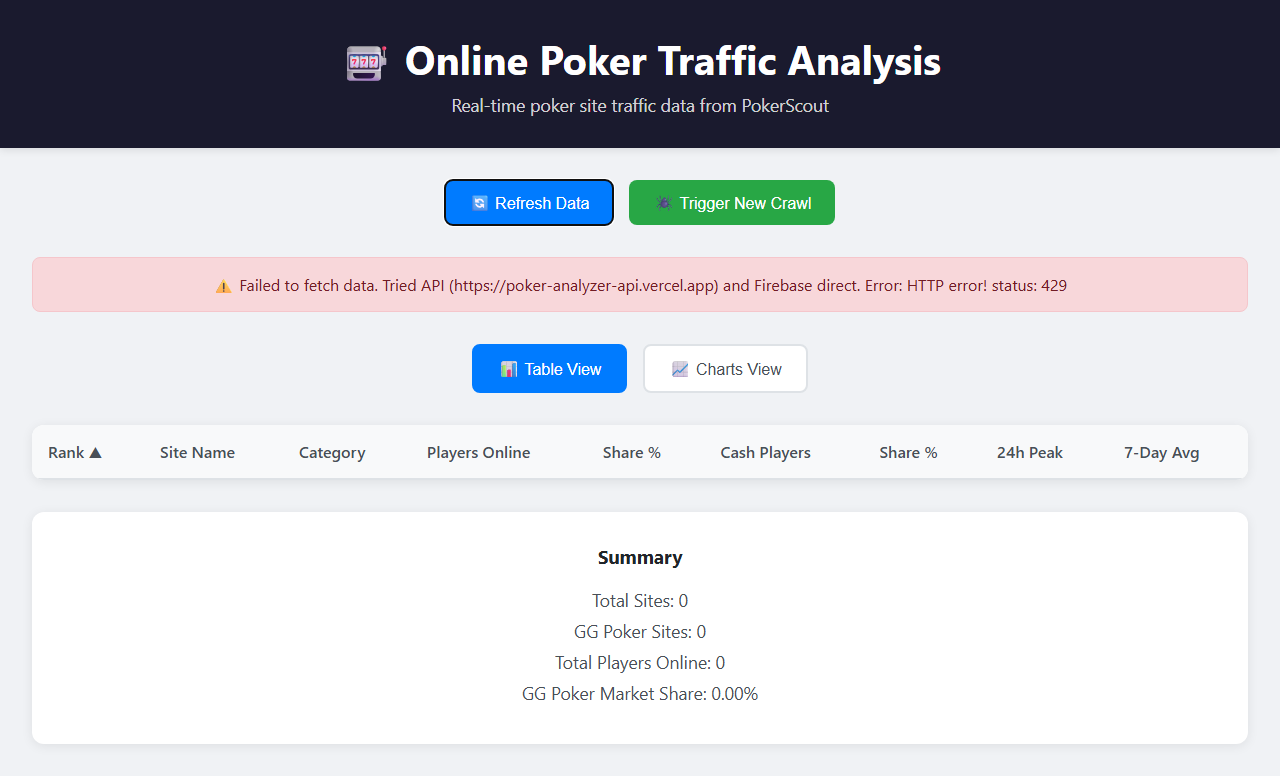 Online Poker Traffic Analysis
Real-time poker site traffic data from PokerScout
Refresh Data
Trigger New Crawl
Failed to fetch data. Tried API (https://poker-analyzer-api.vercel.app) and Firebase direct. Error: HTTP error! status: 429
Table View
Charts View
Rank ▲ Site Name Category Players Online Share % Cash Players Share % 24h Peak 7-Day Avg
Summary
Total Sites: 0
GG Poker Sites: 0
Total Players Online: 0
GG Poker Market Share: 0.00%